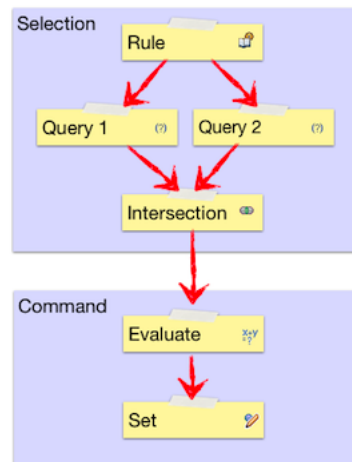 Selection
Rule
Query 1 (?)
Query 2 (?)
Intersection
Command
Evaluate x+y
=?
Set